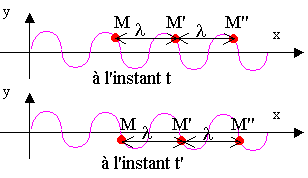 y
M M' M" x
λ λ
à l'instant t
y
M M' M" x
λ λ
à l'instant t'